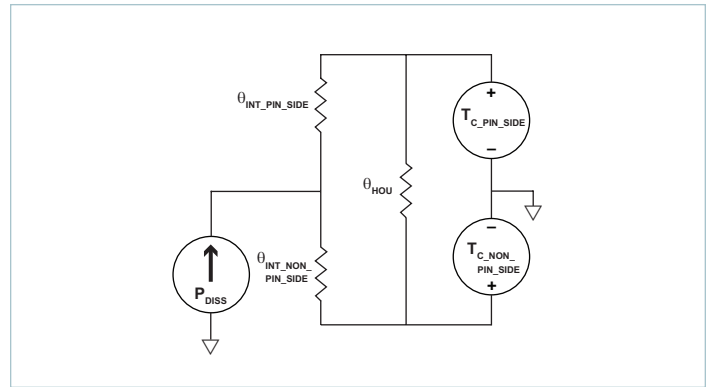 θINT_PIN_SIDE
+
TC_PIN_SIDE
–
θHOU
–
TC_NON_
PIN_SIDE
+
θINT_NON_
PIN_SIDE
PDISS